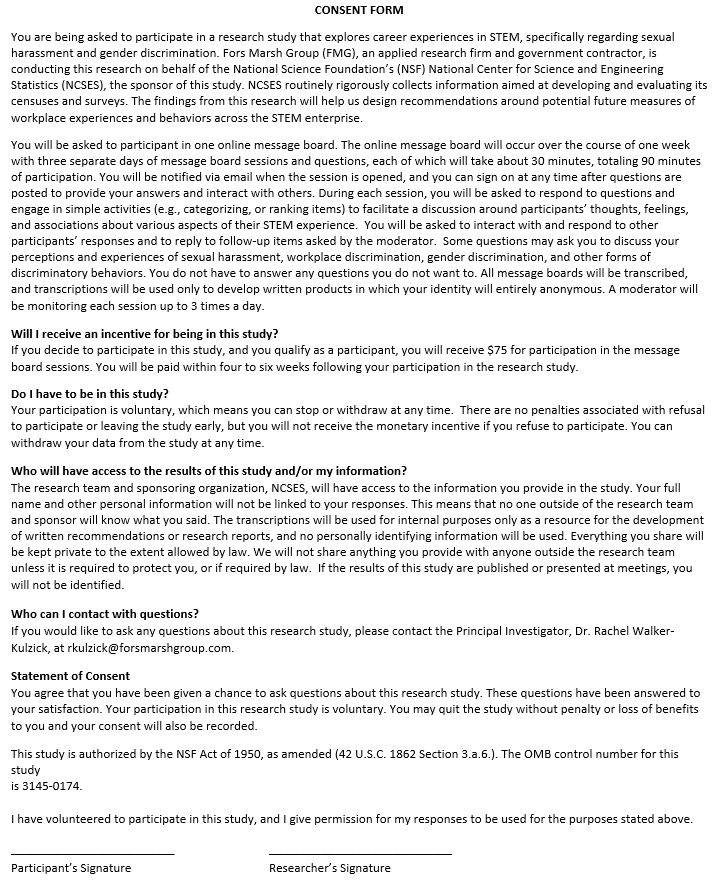 CONSENT FORM
You are being asked to participate in a research study that explores career experiences in STEM, specifically regarding sexual
harassment and gender discrimination. Fors Marsh Group (FMG), an applied research firm and government contractor, is
conducting this research on behalf of the National Science Foundation's (NSF) National Center for Science and Engineering
Statistics (NCSES), the sponsor of this study. NCSES routinely rigorously collects information aimed at developing and evaluating its
censuses and surveys. The findings from this research will help us design recommendations around potential future measures of
workplace experiences and behaviors across the STEM enterprise.
You will be asked to participant in one online message board. The online message board will occur over the course of one week
with three separate days of message board sessions and questions, each of which will take about 30 minutes, totaling 90 minutes
of participation. You will be notified via email when the session is opened, and you can sign on at any time after questions are
posted to provide your answers and interact with others. During each session, you will be asked to respond to questions and
engage in simple activities (e.g., categorizing, or ranking items) to facilitate a discussion around participants' thoughts, feelings,
and associations about various aspects of their STEM experience. You will be asked to interact with and respond to other
participants' responses and to reply to follow-up items asked by the moderator. Some questions may ask you to discuss your
perceptions and experiences of sexual harassment, workplace discrimination, gender discrimination, and other forms of
discriminatory behaviors. You do not have to answer any questions you do not want to. All message boards will be transcribed,
and transcriptions will be used only to develop written products in which your identity will entirely anonymous. A moderator will
be monitoring each session up to 3 times a day.
Will I receive an incentive for being in this study?
If you decide to participate in this study, and you qualify as a participant, you will receive $75 for participation in the message
board sessions. You will be paid within four to six weeks following your participation in the research study.
Do I have to be in this study?
Your participation is voluntary, which means you can stop or withdraw at any time. There are no penalties associated with refusal
to participate or leaving the study early, but you will not receive the monetary incentive if you refuse to participate. You can
withdraw your data from the study at any time.
Who will have access to the results of this study and/or my information?
The research team and sponsoring organization, NCSES, will have access to the information you provide in the study. Your full
name and other personal information will not be linked to your responses. This means that no one outside of the research team
and sponsor will know what you said. The transcriptions will be used for internal purposes only as a resource for the development
of written recommendations or research reports, and no personally identifying information will be used. Everything you share will
be kept private to the extent allowed by law. We will not share anything you provide with anyone outside the research team
unless it is required to protect you, or if required by law. If the results of this study are published or presented at meetings, you
will not be identified.
Who can I contact with questions?
If you would like to ask any questions about this research study, please contact the Principal Investigator, Dr. Rachel Walker-
Kulzick, at rkulzick@forsmarshgroup.com.
Statement of Consent
You agree that you have been given a chance to ask questions about this research study. These questions have been answered to
your satisfaction. Your participation in this research study is voluntary. You may quit the study without penalty or loss of benefits
to you and your consent will also be recorded.
This study is authorized by the NSF Act of 1950, as amended (42 U.S.C. 1862 Section 3.a.6.). The OMB control number for this
study
is 3145-0174.
I have volunteered to participate in this study, and I give permission for my responses to be used for the purposes stated above.
Participant's Signature Researcher's Signature